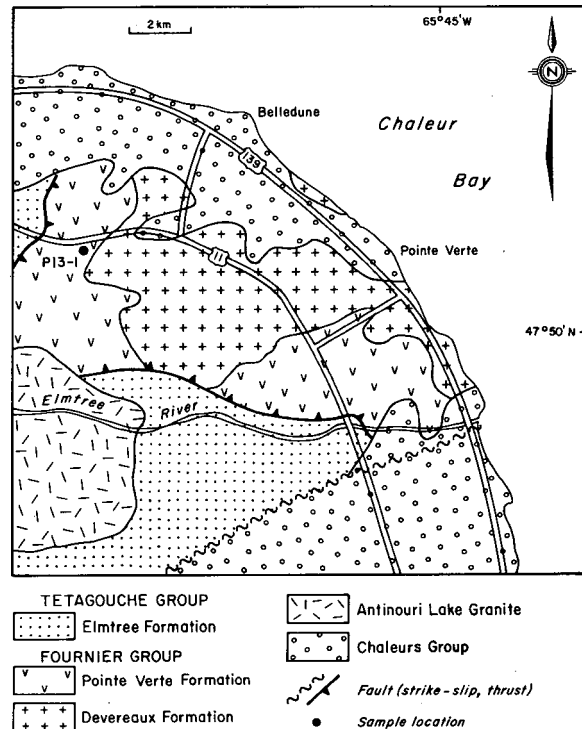 2 km
65°45'W
N
Belledune
Chaleur
Bay
139
Pointe Verte
P13-1
11
47°50'N
Elmtree
River
TETAGOUCHE GROUP
Elmtree Formation
FOURNIER GROUP
Pointe Verte Formation
Devereaux Formation
Antinouri Lake Granite
Chaleurs Group
Fault (strike-slip, thrust)
Sample location